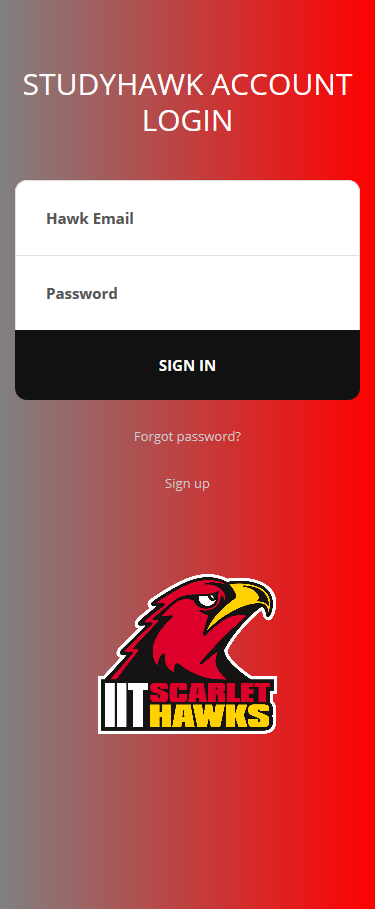 STUDYHAWK ACCOUNT
LOGIN
Hawk Email
Password
SIGN IN
Forgot password?
Sign up
IIT SCARLET
HAWKS